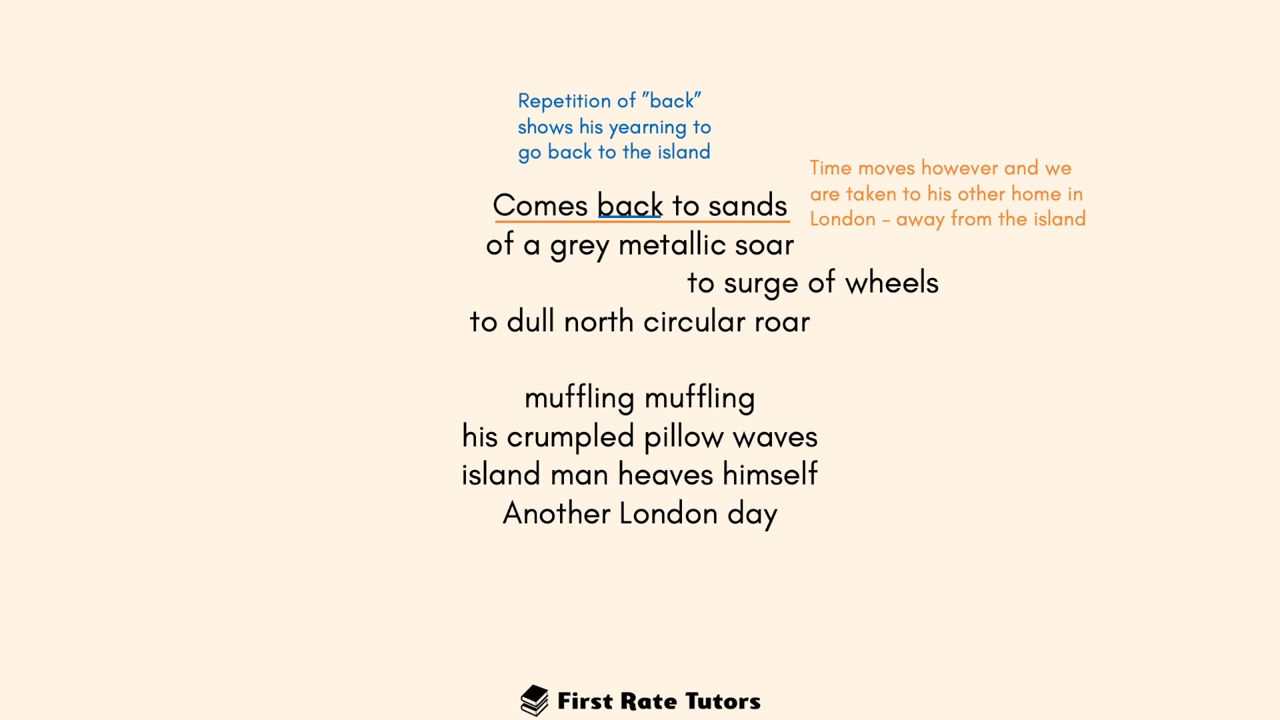 Repetition of "back"
shows his yearning to
go back to the island
Time moves however and we
are taken to his other home in
London - away from the island
Comes back to sands
of a grey metallic soar
to surge of wheels
to dull north circular roar
muffling muffling
his crumpled pillow waves
island man heaves himself
Another London day
First Rate Tutors